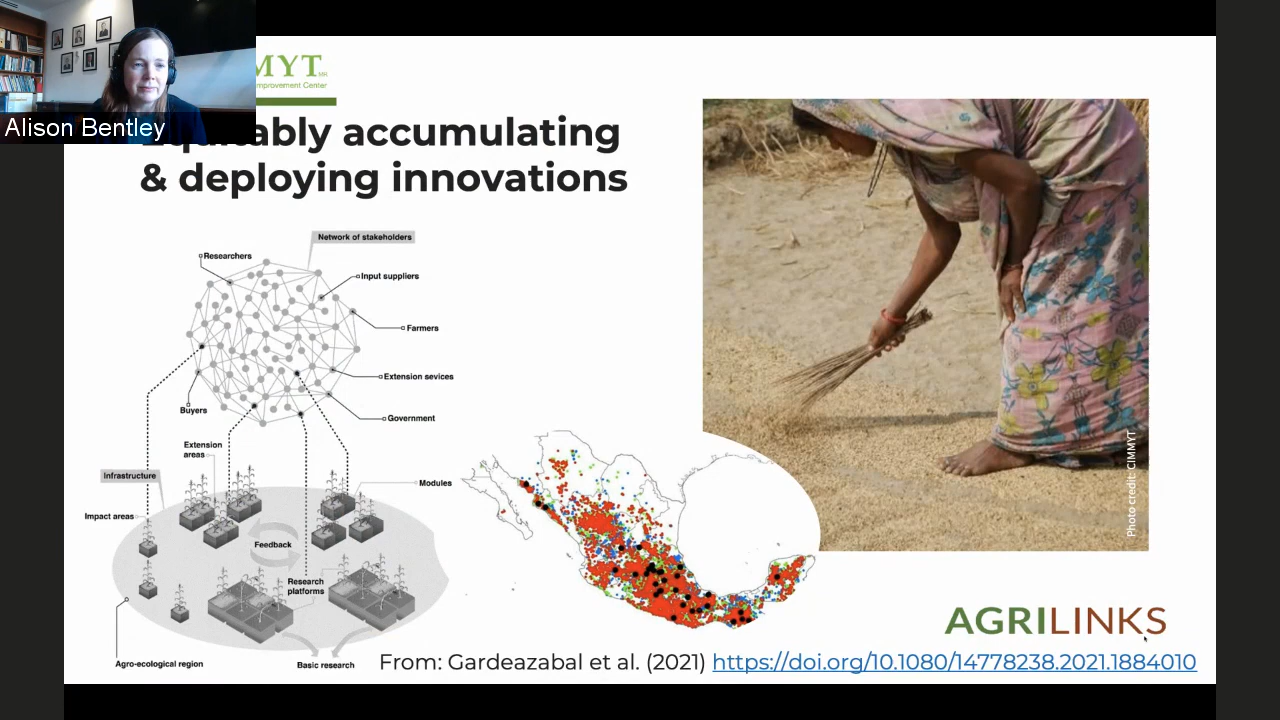 Alison Bentley
MYT
mprovement Center
ably accumulating
& deploying innovations
Network of stakeholders
Researchers
Input suppliers
Farmers
Extension sevices
Buyers
Government
Extension
areas
Infrastructure
Modules
Impact areas
Feedback
Research
platforms
Agro-ecological region
Basic research
Photo credit: CIMMYT
AGRILINKS
From: Gardeazabal et al. (2021) https://doi.org/10.1080/14778238.2021.1884010